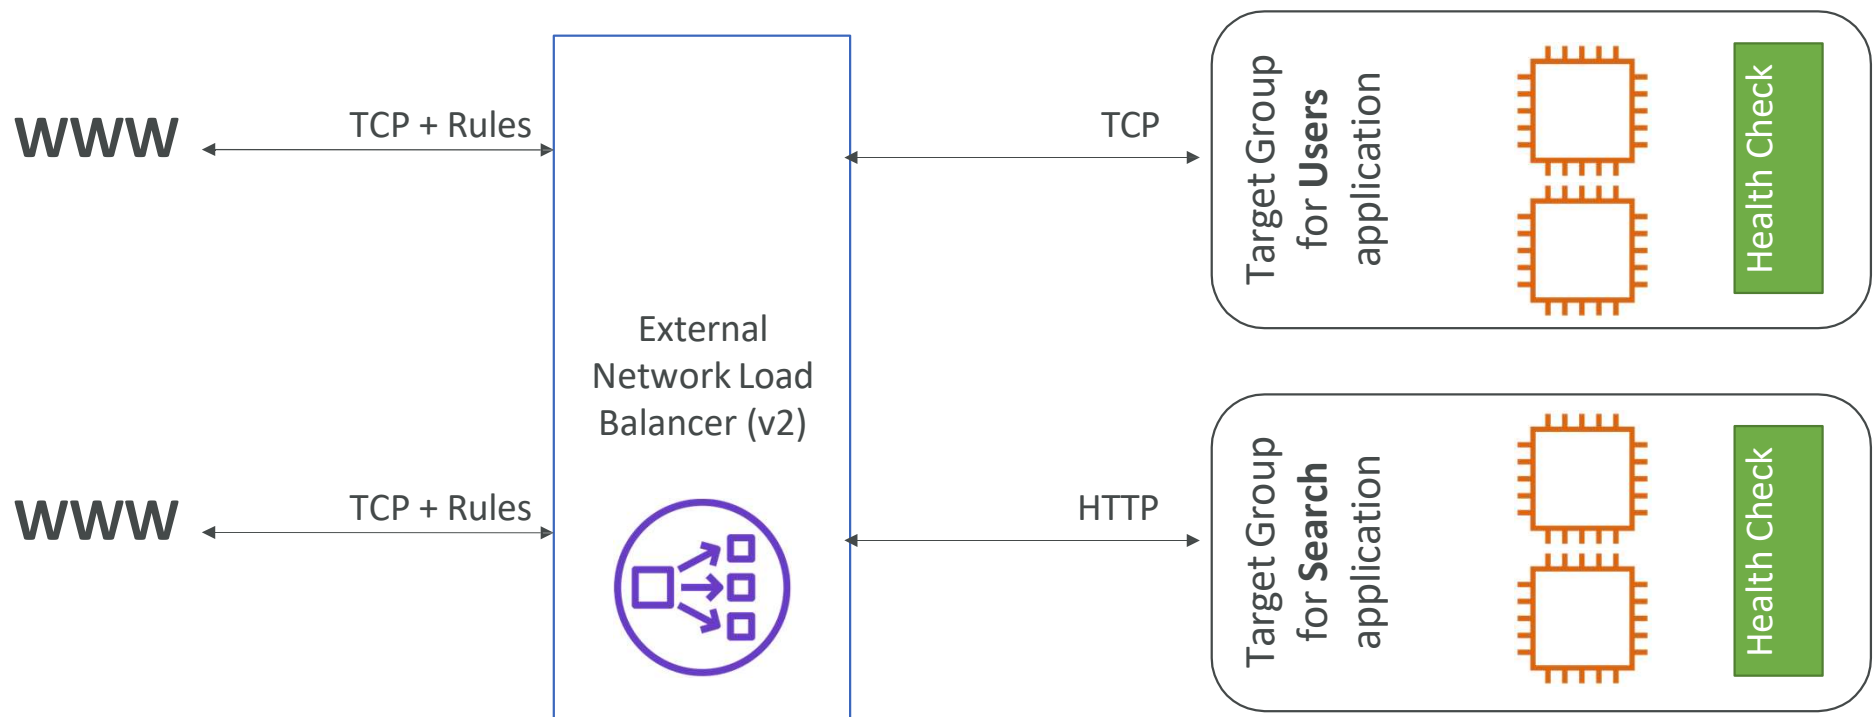 WWW
TCP + Rules
TCP
Target Group
for Users
application
Health Check
External
Network Load
Balancer (v2)
WWW
TCP + Rules
HTTP
Target Group
for Search
application
Health Check